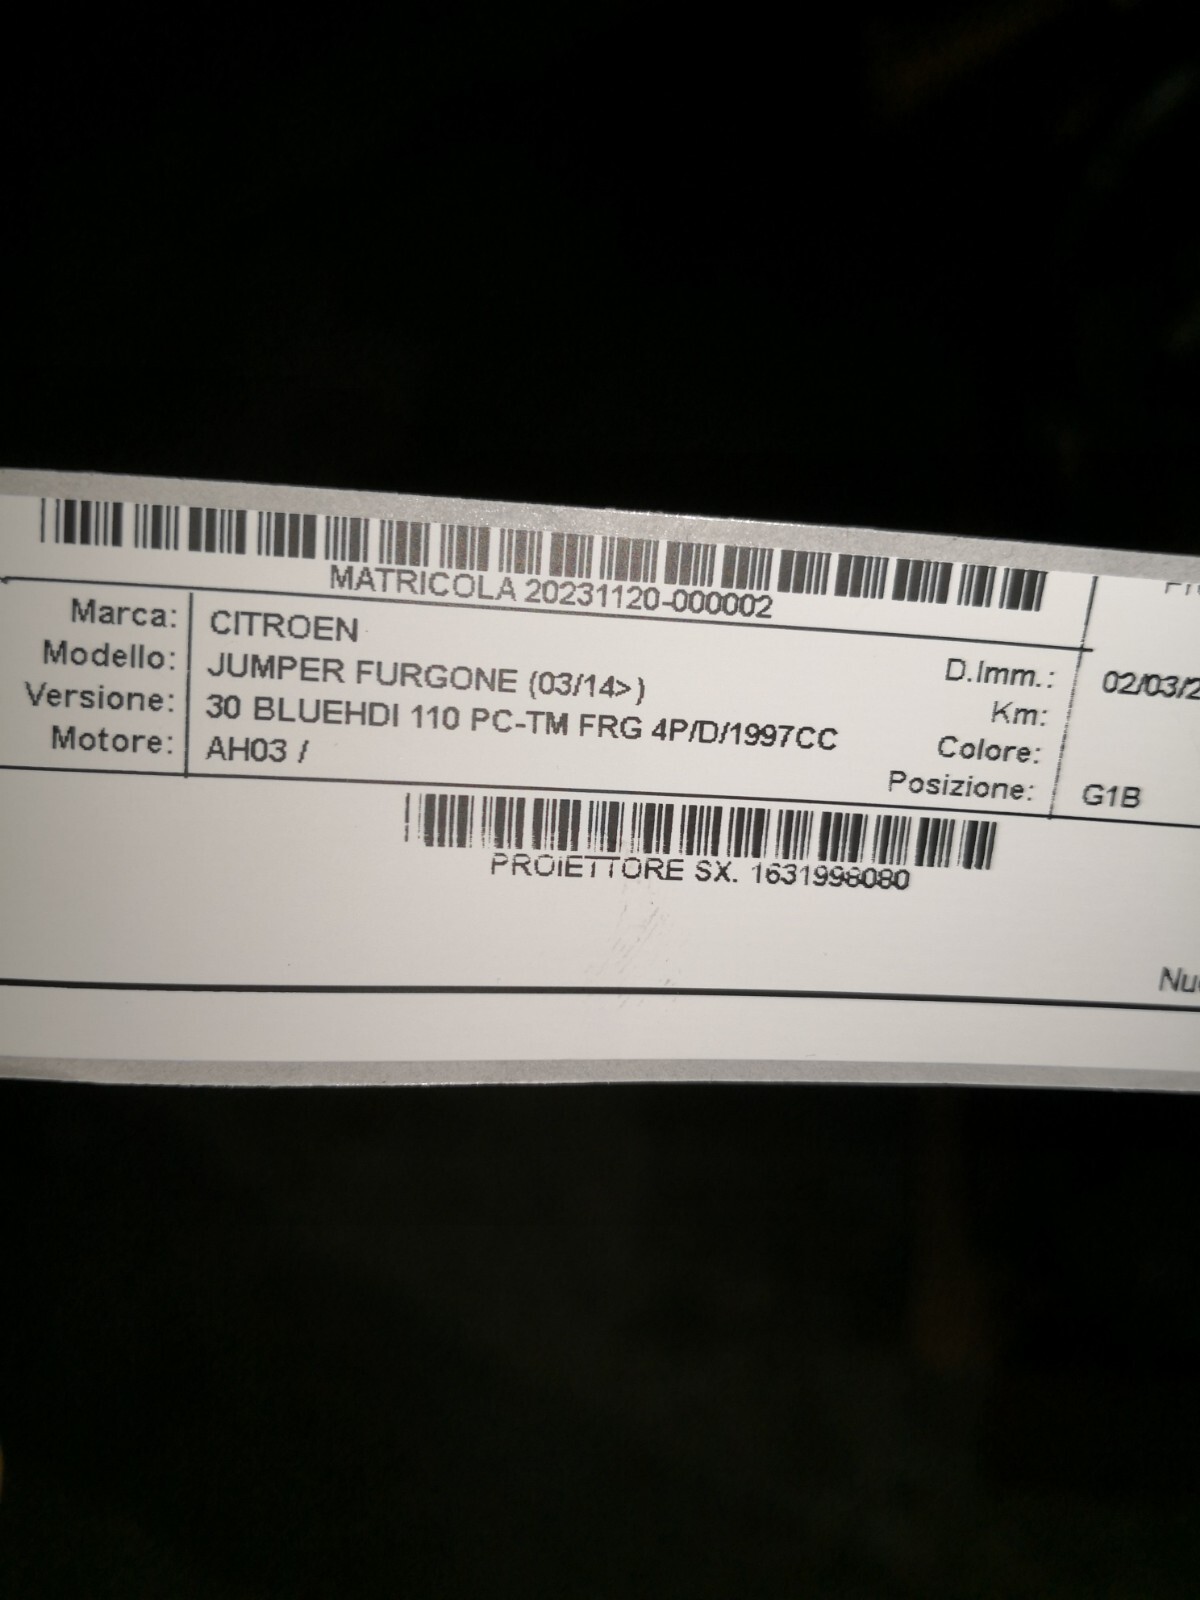 MATRICOLA 20231120-000002
Marca: CITROEN
Modello: JUMPER FURGONE (03/14>)
Versione: 30 BLUEHDI 110 PC-TM FRG 4P/D/1997CC
Motore: AH03 /
D.Imm.: 02/03/2
Km:
Colore:
Posizione: G1B
PROIETTORE SX. 1631998080